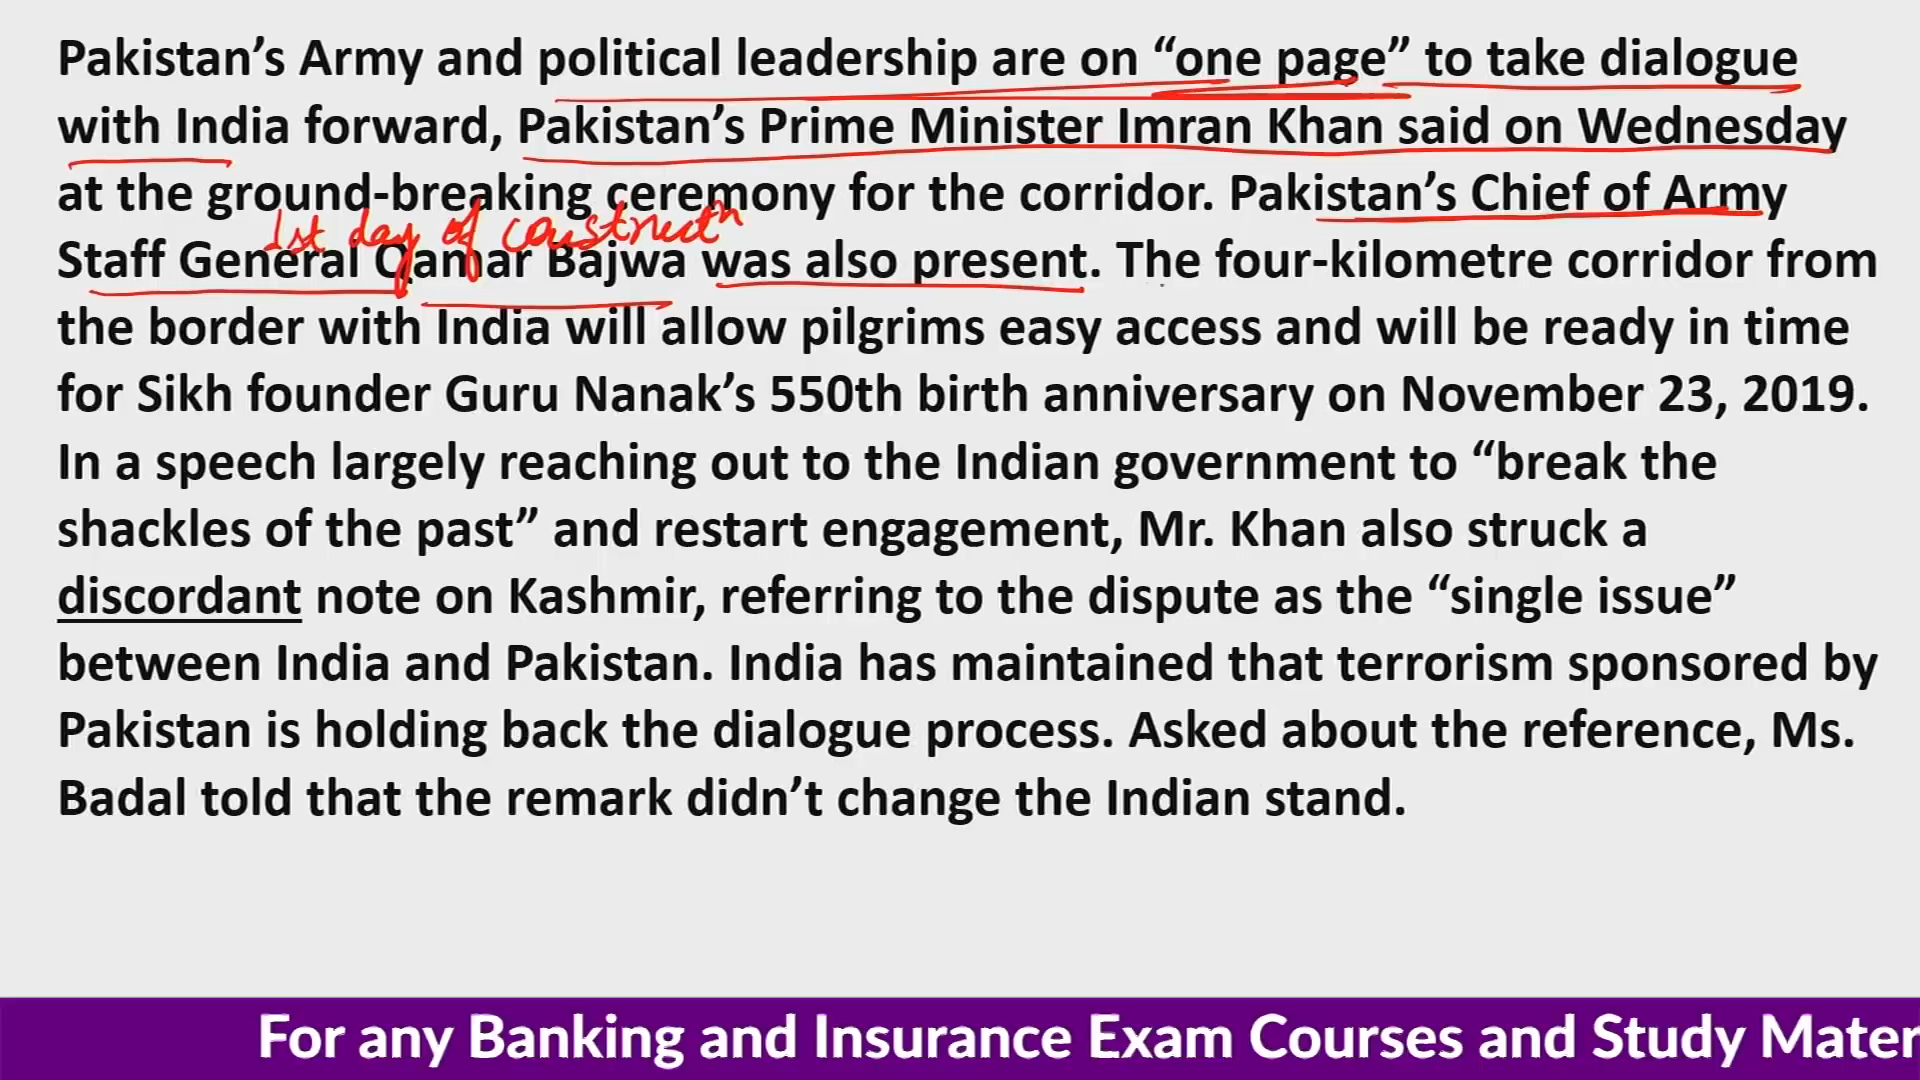 Pakistan’s Army and political leadership are on “one page” to take dialogue
with India forward, Pakistan’s Prime Minister Imran Khan said on Wednesday
at the ground-breaking ceremony for the corridor. Pakistan’s Chief of Army
1st day of constructn
Staff General Qamar Bajwa was also present. The four-kilometre corridor from
the border with India will allow pilgrims easy access and will be ready in time
for Sikh founder Guru Nanak’s 550th birth anniversary on November 23, 2019.
In a speech largely reaching out to the Indian government to “break the
shackles of the past” and restart engagement, Mr. Khan also struck a
discordant note on Kashmir, referring to the dispute as the “single issue”
between India and Pakistan. India has maintained that terrorism sponsored by
Pakistan is holding back the dialogue process. Asked about the reference, Ms.
Badal told that the remark didn’t change the Indian stand.
For any Banking and Insurance Exam Courses and Study Mater